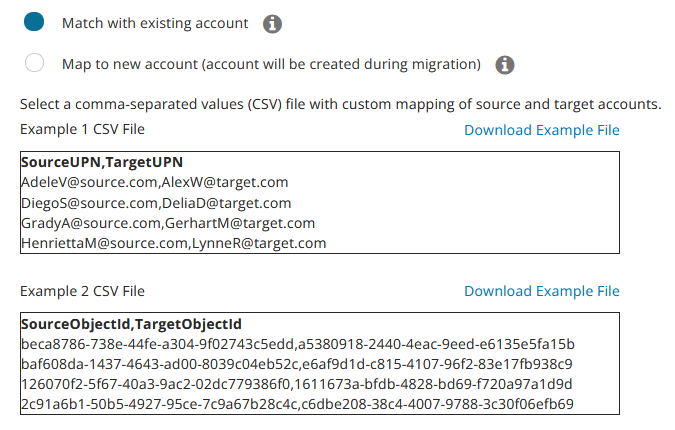 Match with existing account
Map to new account (account will be created during migration)
Select a comma-separated values (CSV) file with custom mapping of source and target accounts.
Example 1 CSV File
Download Example File
SourceUPN,TargetUPN
AdeleV@source.com,AlexW@target.com
DiegoS@source.com,DeliaD@target.com
GradyA@source.com,GerhartM@target.com
HenriettaM@source.com,LynneR@target.com
Example 2 CSV File
Download Example File
SourceObjectId,TargetObjectId
beca8786-738e-44fe-a304-9f02743c5edd,a5380918-2440-4eac-9eed-e6135e5fa15b
baf608da-1437-4643-ad00-8039c04eb52c,e6af9d1d-c815-4107-96f2-83e17fb938c9
126070f2-5f67-40a3-9ac2-02dc779386f0,1611673a-bfdb-4828-bd69-f720a97a1d9d
2c91a6b1-50b5-4927-95ce-7c9a67b28c4c,c6dbe208-38c4-4007-9788-3c30f06efb69